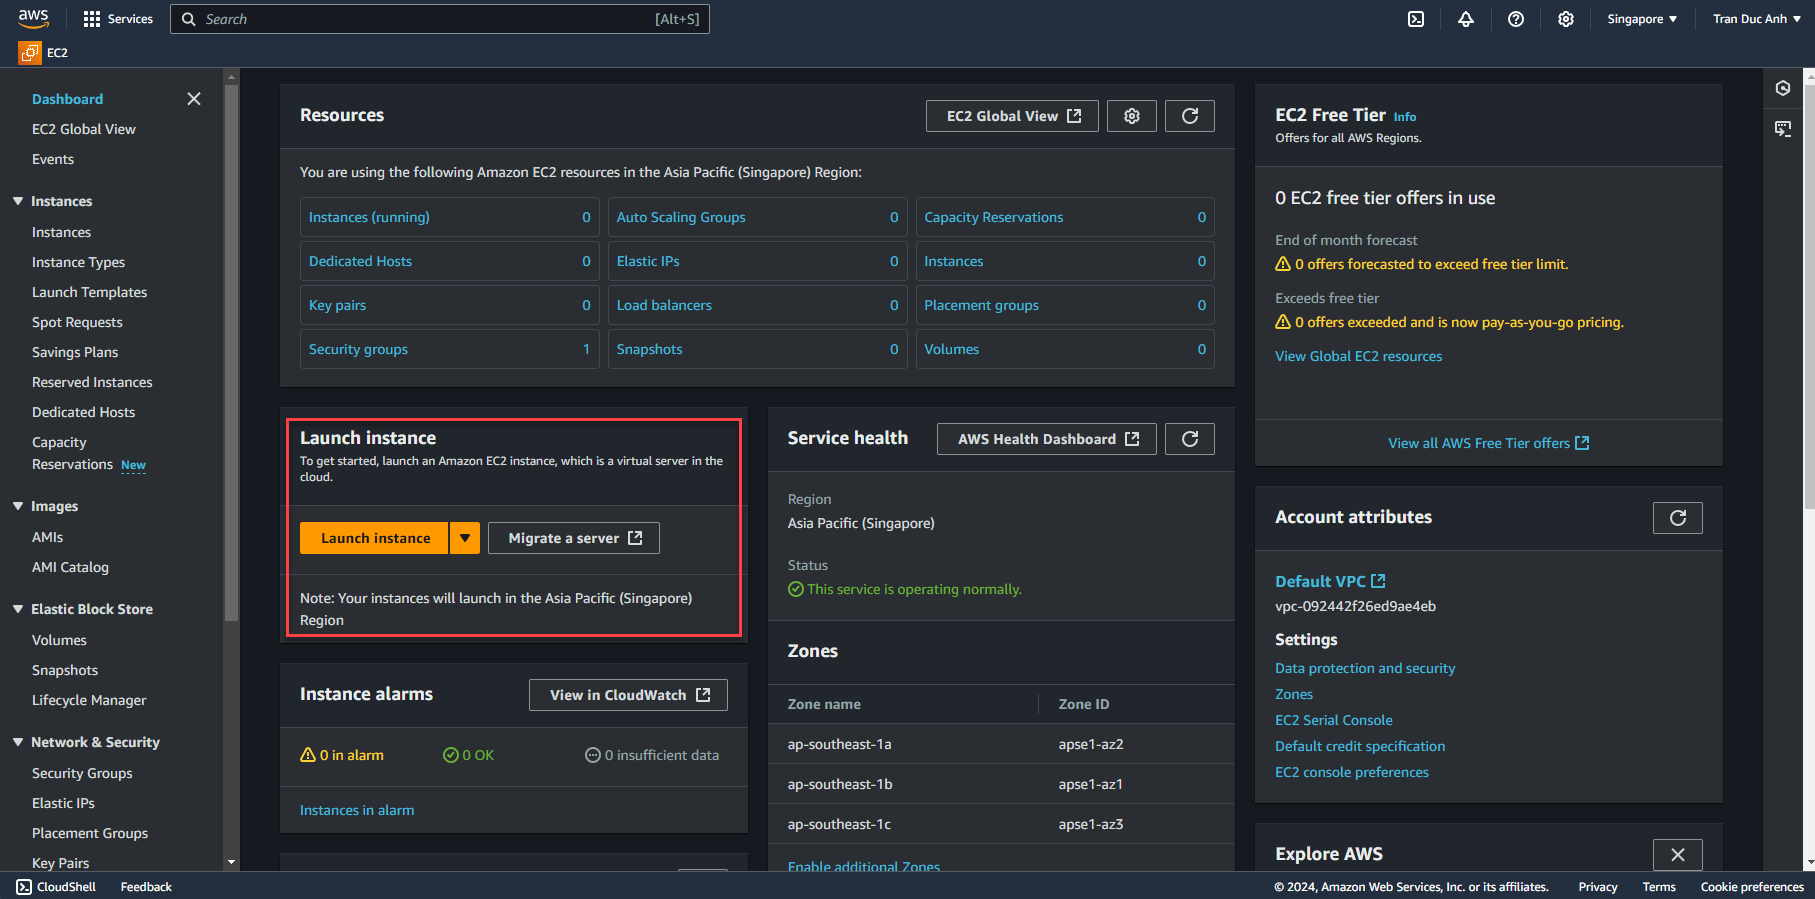 aws
Services
Search
[Alt+S]
Singapore
Tran Duc Anh
EC2
Dashboard
EC2 Global View
Events
Instances
Instances
Instance Types
Launch Templates
Spot Requests
Savings Plans
Reserved Instances
Dedicated Hosts
Capacity
Reservations New
Images
AMIs
AMI Catalog
Elastic Block Store
Volumes
Snapshots
Lifecycle Manager
Network & Security
Security Groups
Elastic IPs
Placement Groups
Key Pairs
Resources
EC2 Global View
You are using the following Amazon EC2 resources in the Asia Pacific (Singapore) Region:
Instances (running) 0
Auto Scaling Groups 0
Capacity Reservations 0
Dedicated Hosts 0
Elastic IPs 0
Instances 0
Key pairs 0
Load balancers 0
Placement groups 0
Security groups 1
Snapshots 0
Volumes 0
Launch instance
To get started, launch an Amazon EC2 instance, which is a virtual server in the
cloud.
Launch instance
Migrate a server
Note: Your instances will launch in the Asia Pacific (Singapore)
Region
Instance alarms
View in CloudWatch
0 in alarm
0 OK
0 insufficient data
Instances in alarm
Service health
AWS Health Dashboard
Region
Asia Pacific (Singapore)
Status
This service is operating normally.
Zones
Zone name
Zone ID
ap-southeast-1a
apse1-az2
ap-southeast-1b
apse1-az1
ap-southeast-1c
apse1-az3
Enable additional Zones
EC2 Free Tier Info
Offers for all AWS Regions.
0 EC2 free tier offers in use
End of month forecast
0 offers forecasted to exceed free tier limit.
Exceeds free tier
0 offers exceeded and is now pay-as-you-go pricing.
View Global EC2 resources
View all AWS Free Tier offers
Account attributes
Default VPC
vpc-092442f26ed9ae4eb
Settings
Data protection and security
Zones
EC2 Serial Console
Default credit specification
EC2 console preferences
Explore AWS
CloudShell
Feedback
© 2024, Amazon Web Services, Inc. or its affiliates.
Privacy
Terms
Cookie preferences